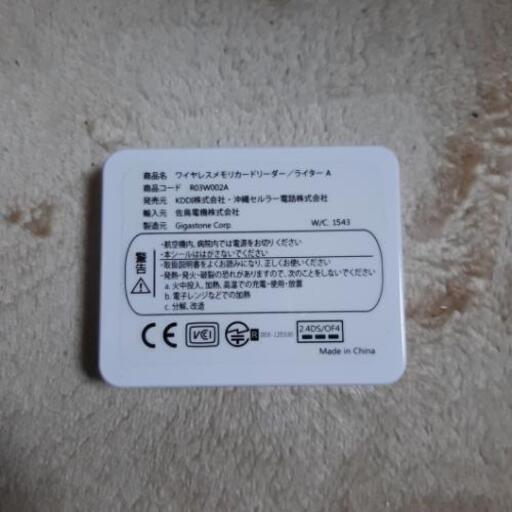 商品名 ワイヤレスメモリカードリーダー／ライター A
商品コード R03W002A
発売元 KDDI株式会社・沖縄セルラー電話株式会社
輸入元 佐鳥電機株式会社
製造元 Gigastone Corp. W/C: 1543
警告
・航空機内、病院内では電源をお切りください
・本シールははがさないでください
・取扱説明書をよくお読みになり、正しくお使いください
・発熱・発火・破裂の恐れがありますので、次のことをしないでください
a. 火中投入、加熱、高温での充電・使用・放置
b. 電子レンジなどでの加熱
c. 分解、改造
CE VCI R 2.4DS/OF4
Made in China